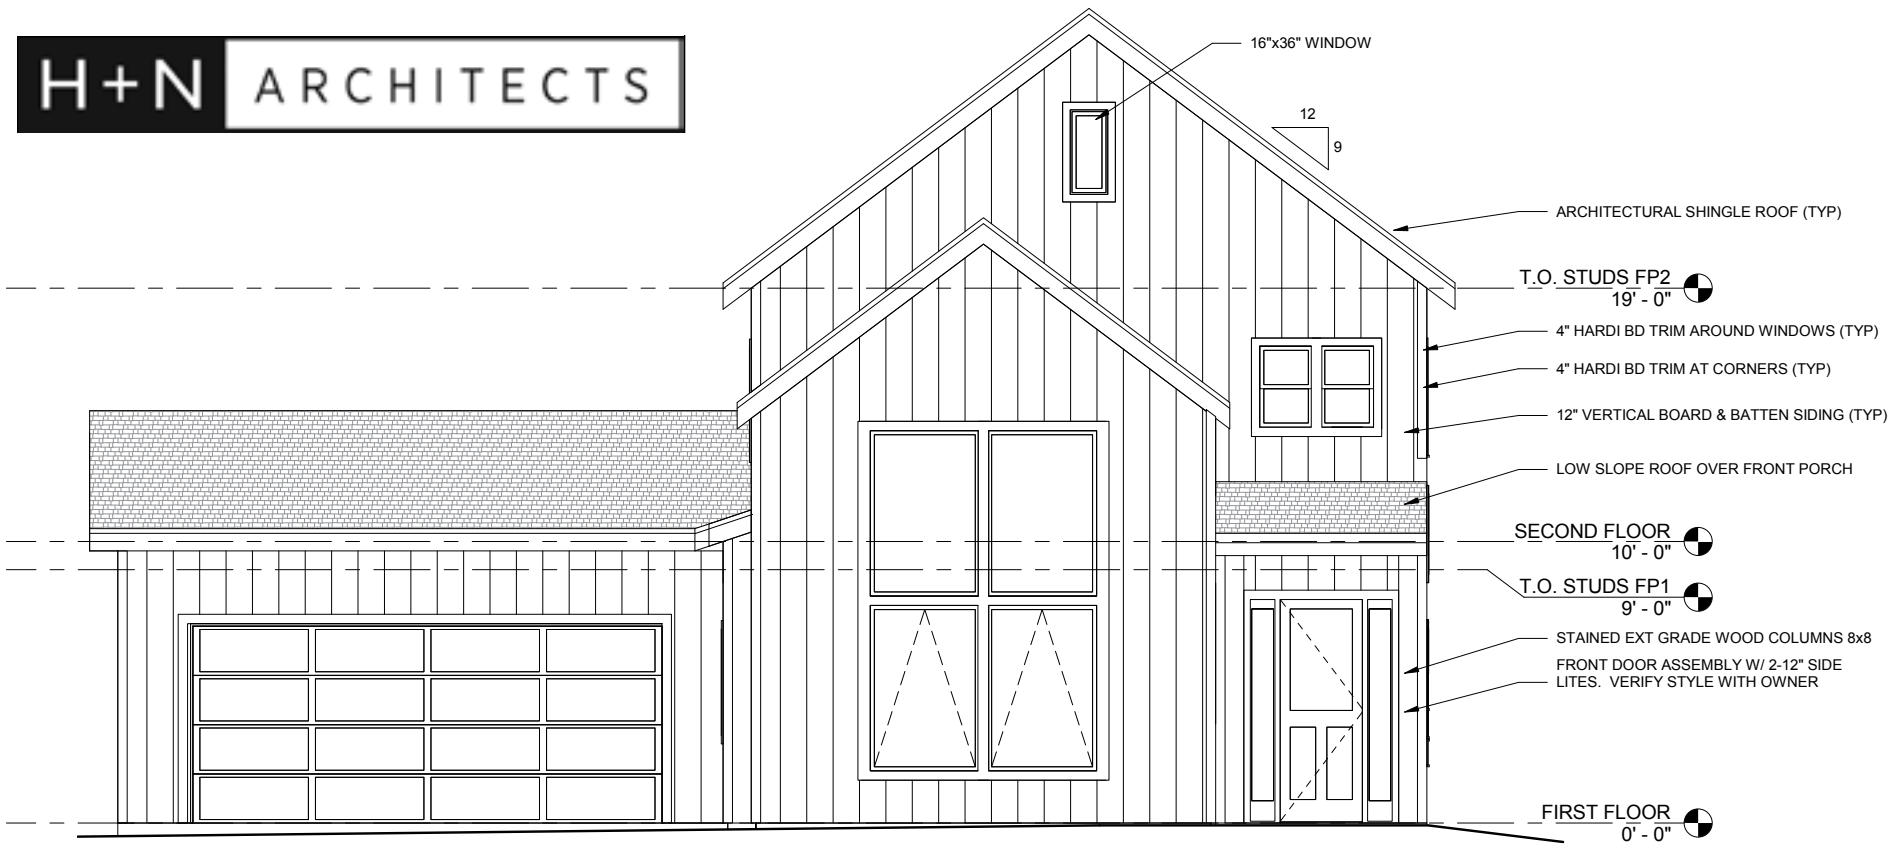 H+N ARCHITECTS
16"x36" WINDOW
12
9
ARCHITECTURAL SHINGLE ROOF (TYP)
T.O. STUDS FP2
19' - 0"
4" HARDI BD TRIM AROUND WINDOWS (TYP)
4" HARDI BD TRIM AT CORNERS (TYP)
12" VERTICAL BOARD & BATTEN SIDING (TYP)
LOW SLOPE ROOF OVER FRONT PORCH
SECOND FLOOR
10' - 0"
T.O. STUDS FP1
9' - 0"
STAINED EXT GRADE WOOD COLUMNS 8x8
FRONT DOOR ASSEMBLY W/ 2-12" SIDE
LITES. VERIFY STYLE WITH OWNER
FIRST FLOOR
0' - 0"